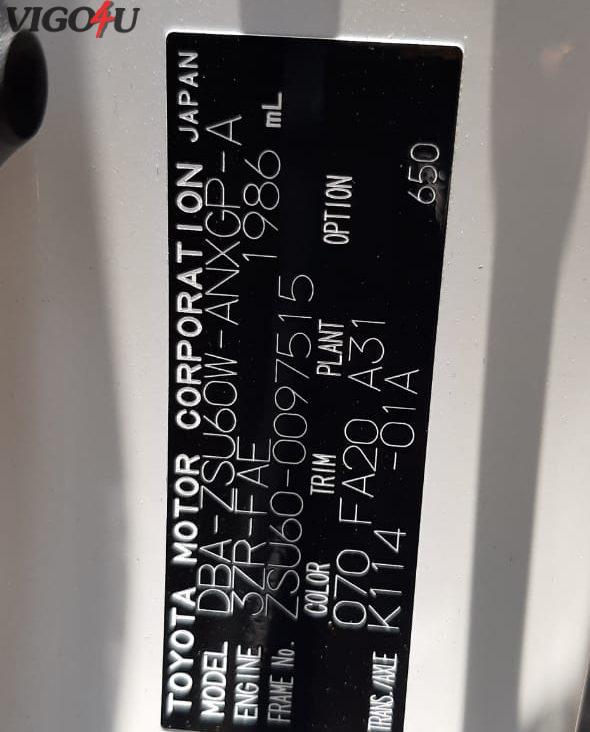 VIGO4U
TOYOTA MOTOR CORPORATION JAPAN
MODEL DBA-ZSU60W-ANXGP-A
ENGINE 3ZR-FAE 1986 mL
FRAME No. ZSU60-0097515
COLOR TRIM PLANT OPTION
070 FA20 A31
TRANS./AXLE K114 -01A 650